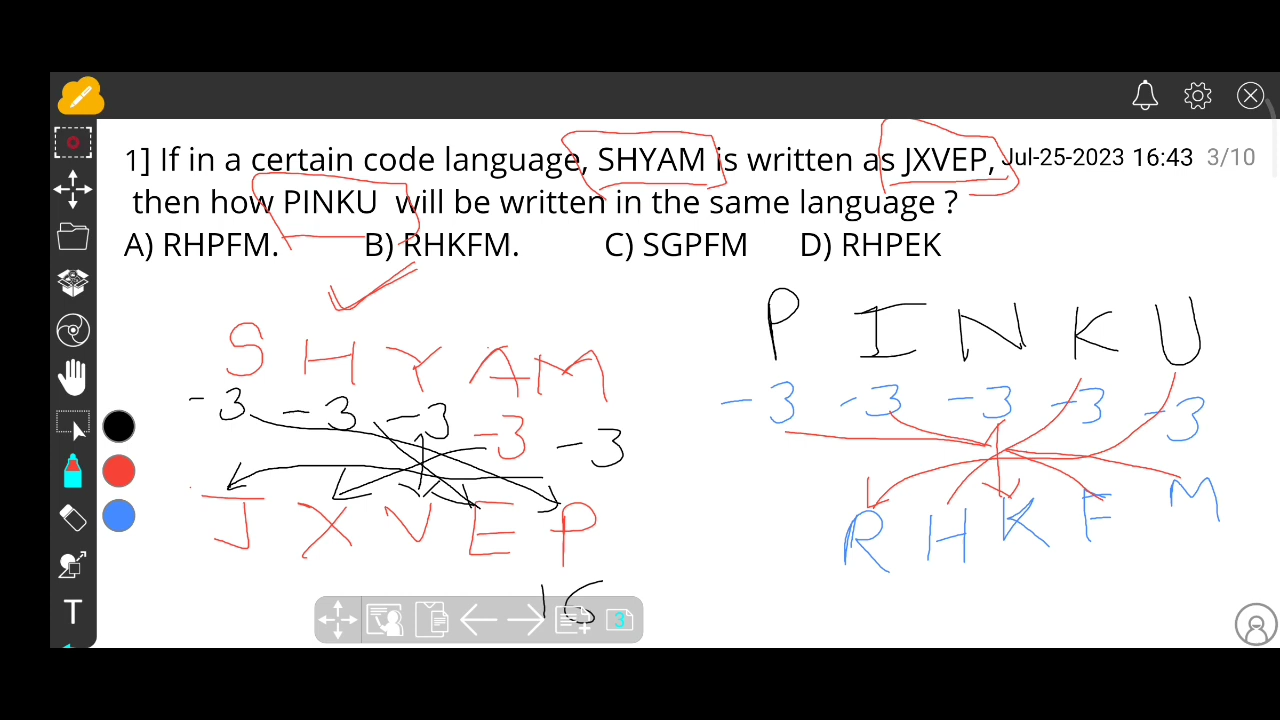 1] If in a certain code language, SHYAM is written as JXVEP, Jul-25-2023 16:43 3/10
then how PINKU will be written in the same language ?
A) RHPFM. B) RHKFM. C) SGPFM D) RHPEK
P I N K U
S H Y A M
-3 -3 -3 -3 -3
-3 -3 -3 -3 -3
J X V E P
R H K F M
15
3
T